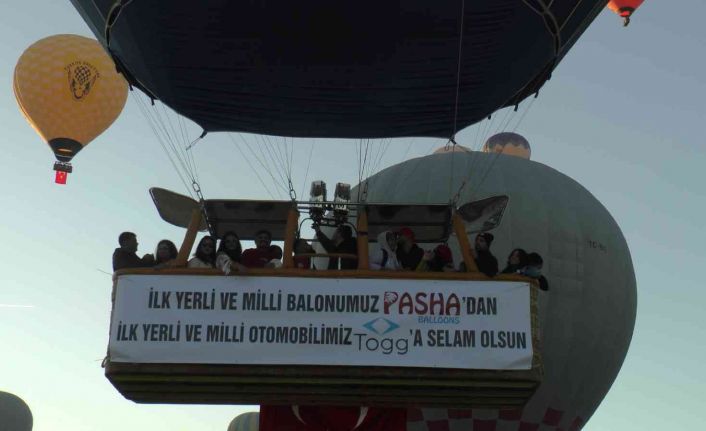 İLK YERLİ VE MİLLİ BALONUMUZ PASHA'DAN
BALLOONS
İLK YERLİ VE MİLLİ OTOMOBİLİMİZ Togg'A SELAM OLSUN